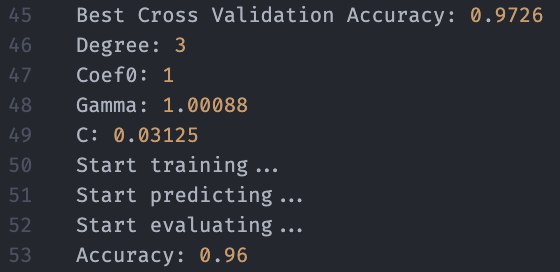 45 Best Cross Validation Accuracy: 0.9726
46 Degree: 3
47 Coef0: 1
48 Gamma: 1.00088
49 C: 0.03125
50 Start training...
51 Start predicting...
52 Start evaluating...
53 Accuracy: 0.96